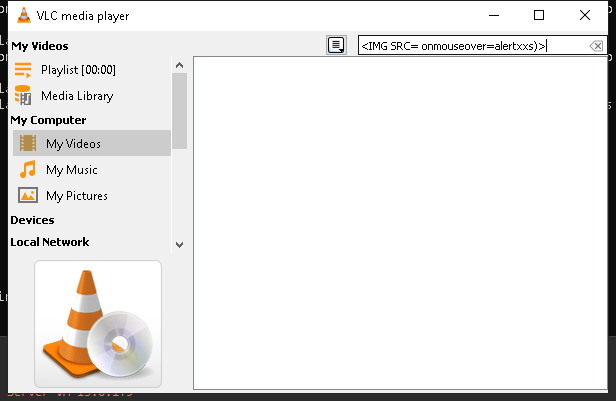 VLC media player
My Videos
<IMG SRC= onmouseover=alertxxs)>
Playlist [00:00]
Media Library
My Computer
My Videos
My Music
My Pictures
Devices
Local Network